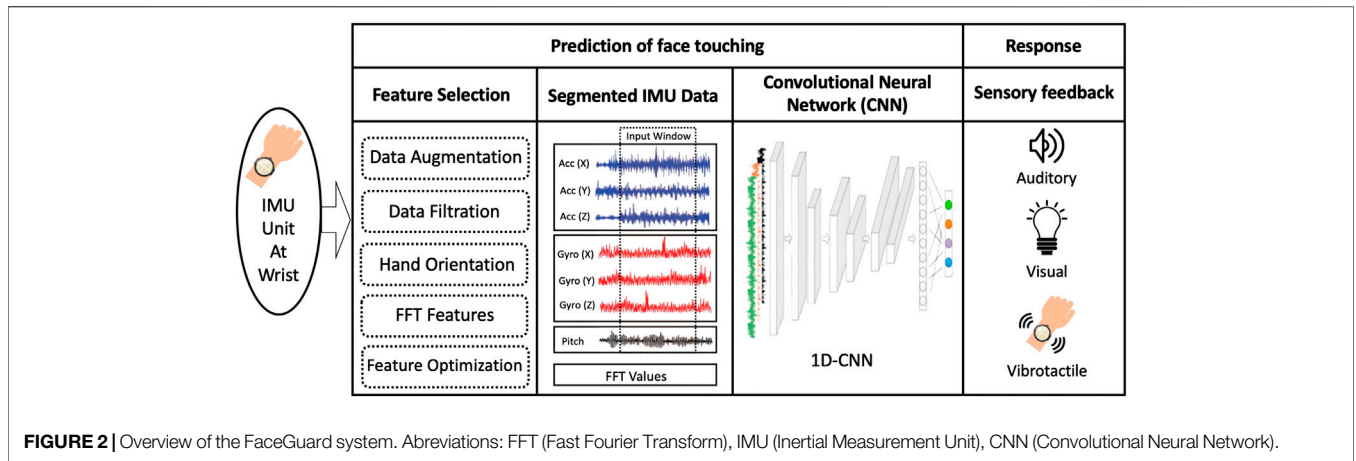 Prediction of face touching
Response
Feature Selection
Segmented IMU Data
Convolutional Neural
Network (CNN)
Sensory feedback
IMU
Unit
At
Wrist
Data Augmentation
Data Filtration
Hand Orientation
FFT Features
Feature Optimization
Input Window
Acc (X)
Acc (Y)
Acc (Z)
Gyro (X)
Gyro (Y)
Gyro (Z)
Pitch
FFT Values
1D-CNN
Auditory
Visual
Vibrotactile
FIGURE 2 | Overview of the FaceGuard system. Abreviations: FFT (Fast Fourier Transform), IMU (Inertial Measurement Unit), CNN (Convolutional Neural Network).